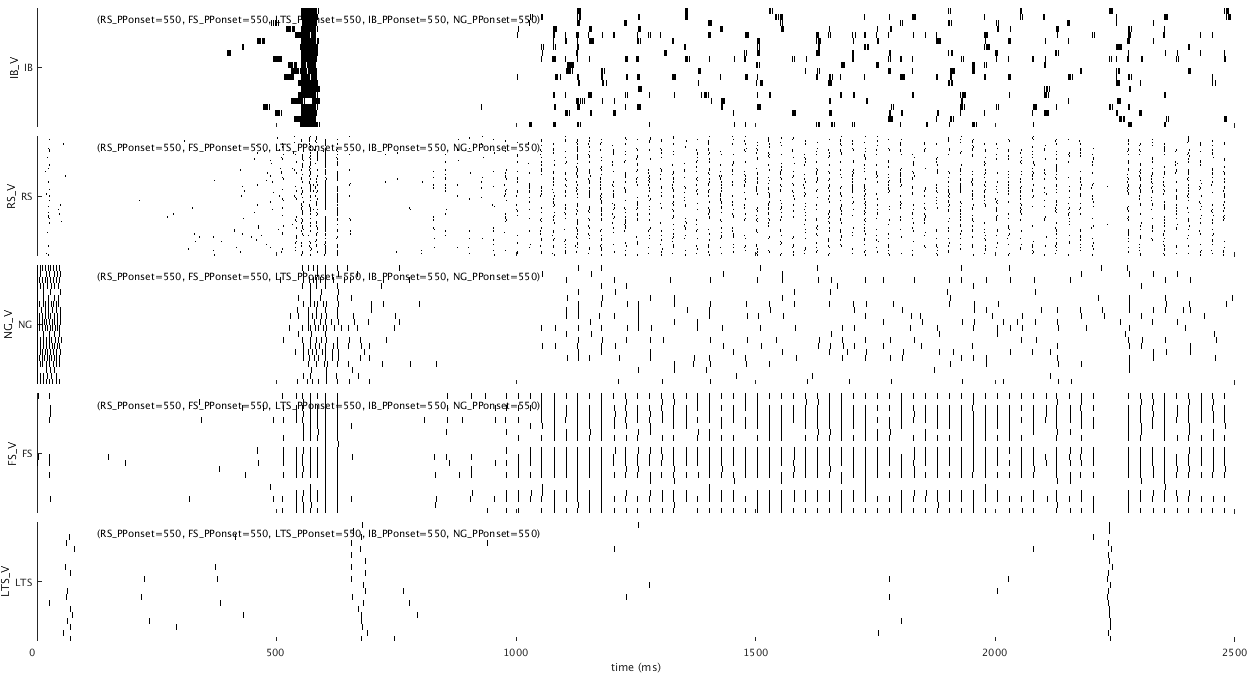 (RS_PPonset=550, FS_PPonset=550, LTS_PPonset=550, IB_PPonset=550, NG_PPonset=550)
IB_V
IB
(RS_PPonset=550, FS_PPonset=550, LTS_PPonset=550, IB_PPonset=550, NG_PPonset=550)
RS_V
RS
(RS_PPonset=550, FS_PPonset=550, LTS_PPonset=550, IB_PPonset=550, NG_PPonset=550)
NG_V
NG
(RS_PPonset=550, FS_PPonset=550, LTS_PPonset=550, IB_PPonset=550, NG_PPonset=550)
FS_V
FS
(RS_PPonset=550, FS_PPonset=550, LTS_PPonset=550, IB_PPonset=550, NG_PPonset=550)
LTS_V
LTS
0 500 1000 1500 2000 2500
time (ms)